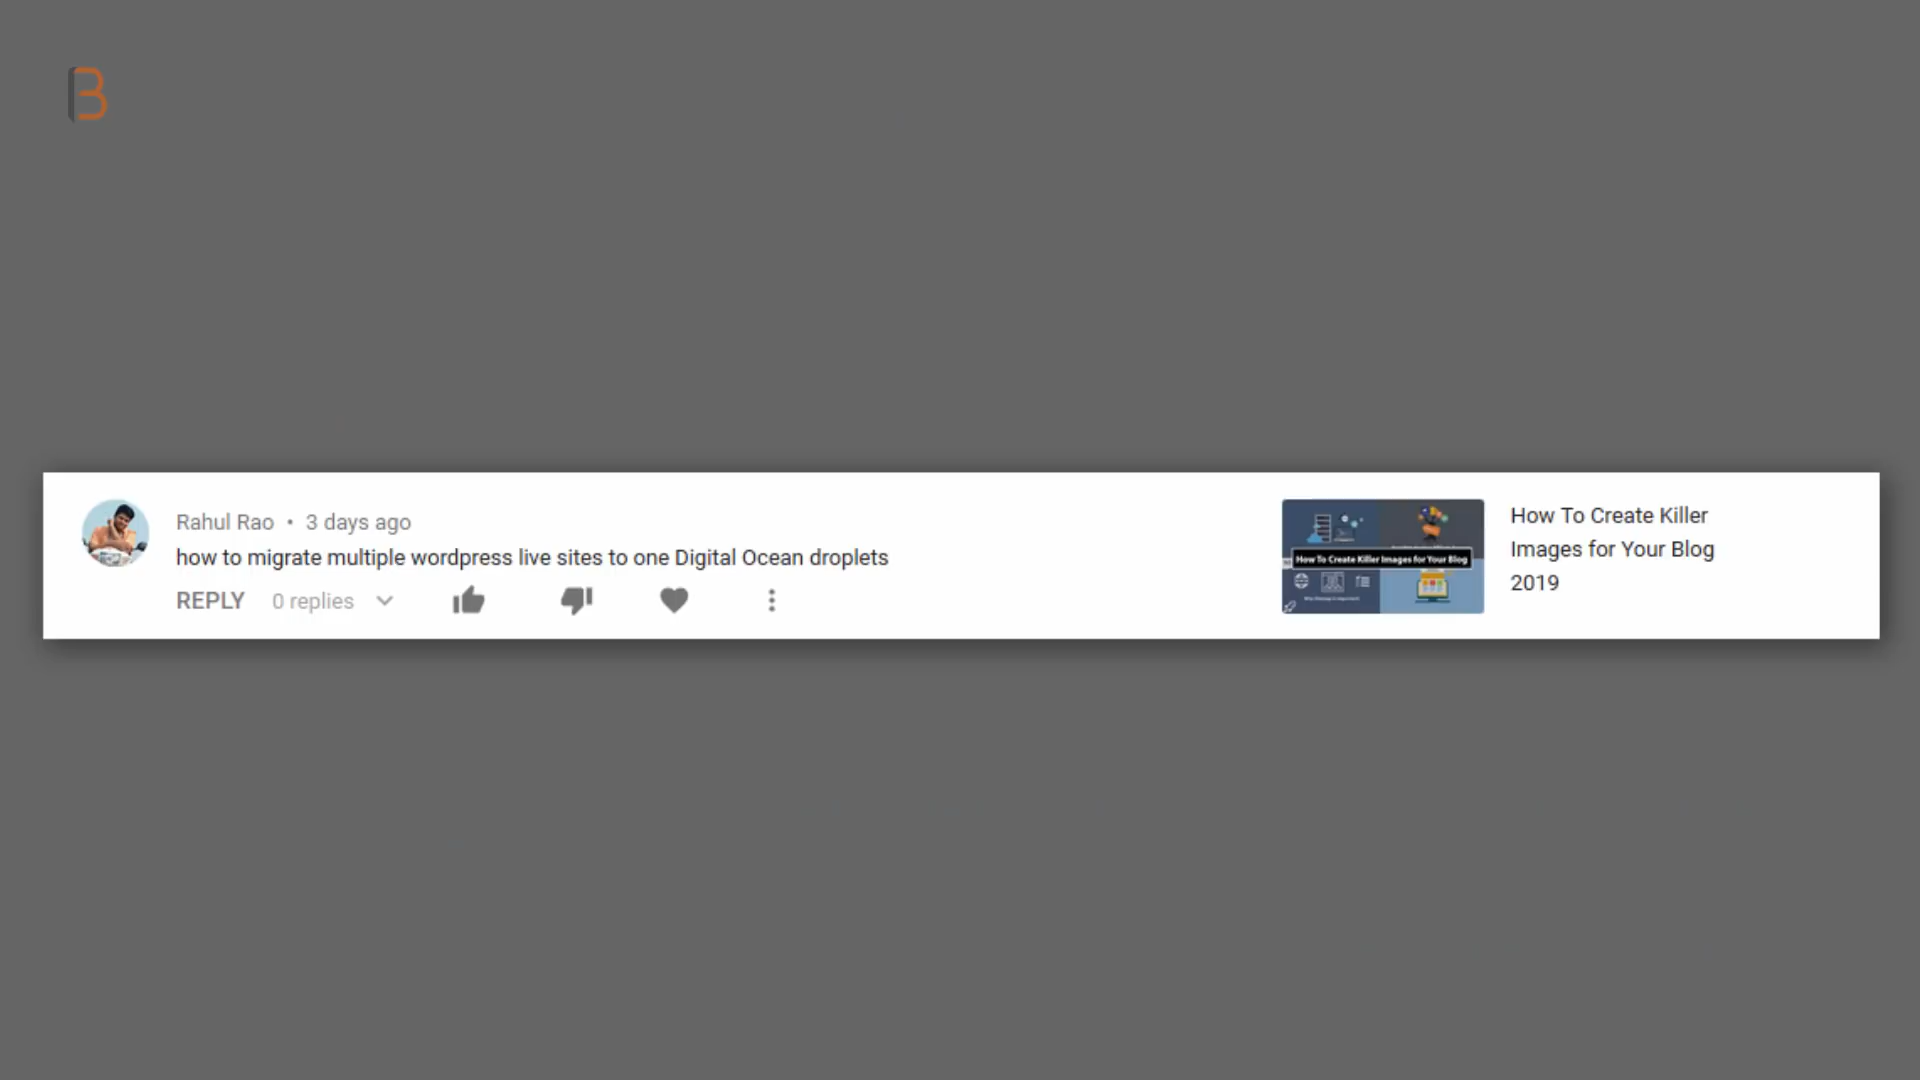 Rahul Rao • 3 days ago
how to migrate multiple wordpress live sites to one Digital Ocean droplets
REPLY 0 replies
How To Create Killer Images for Your Blog
How To Create Killer
Images for Your Blog
2019